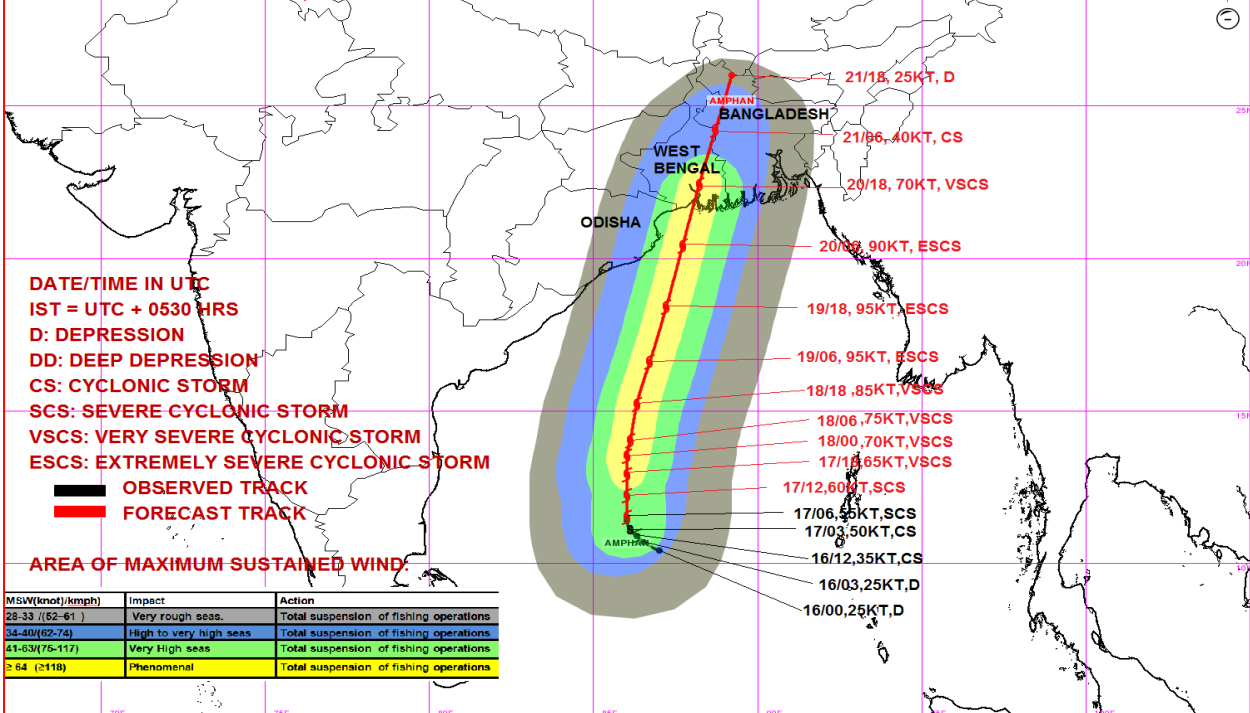 21/18, 25KT, D
AMPHAN
BANGLADESH
25N
21/06, 40KT, CS
WEST
BENGAL
20/18, 70KT, VSCS
ODISHA
20/06, 90KT, ESCS
20N
DATE/TIME IN UTC
IST = UTC + 0530 HRS
D: DEPRESSION
DD: DEEP DEPRESSION
CS: CYCLONIC STORM
SCS: SEVERE CYCLONIC STORM
VSCS: VERY SEVERE CYCLONIC STORM
ESCS: EXTREMELY SEVERE CYCLONIC STORM
OBSERVED TRACK
FORECAST TRACK
19/18, 95KT, ESCS
19/06, 95KT, ESCS
18/18 ,85KT,VSCS
15N
18/06 ,75KT,VSCS
18/00,70KT,VSCS
17/18,65KT,VSCS
17/12,60KT,SCS
17/06,55KT,SCS
17/03,50KT,CS
AMPHAN
16/12,35KT,CS
10N
16/03,25KT,D
16/00,25KT,D
AREA OF MAXIMUM SUSTAINED WIND:
MSW(knot)/kmph) Impact Action
28-33 /(52–61 ) Very rough seas. Total suspension of fishing operations
34-40/(62-74) High to very high seas Total suspension of fishing operations
41-63/(75-117) Very High seas Total suspension of fishing operations
≥ 64 (≥118) Phenomenal Total suspension of fishing operations